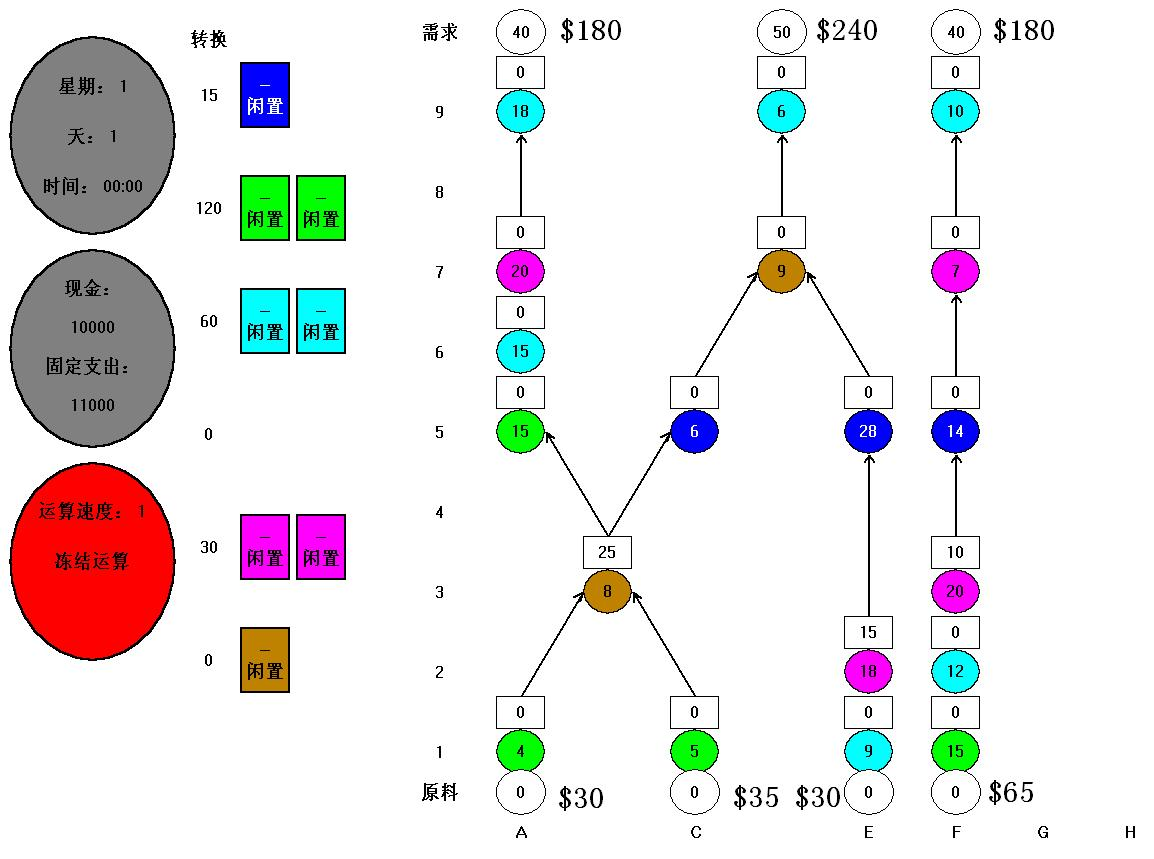 星期： 1
天： 1
时间： 00:00
现金：
10000
固定支出：
11000
运算速度： 1
冻结运算
转换
15
–
闲置
120
–
闲置
–
闲置
60
–
闲置
–
闲置
0
30
–
闲置
–
闲置
0
–
闲置
需求 40 $180 50 $240 40 $180
0 0 0
9 18 6 10
8
0 0 0
7 20 9 7
0
6 15
0 0 0 0
5 15 6 28 14
4
25 10
3 8 20
15 0
2 18 12
0 0 0 0
1 4 5 9 15
原料 0 $30 0 $35 $30 0 0 $65
A C E F G H